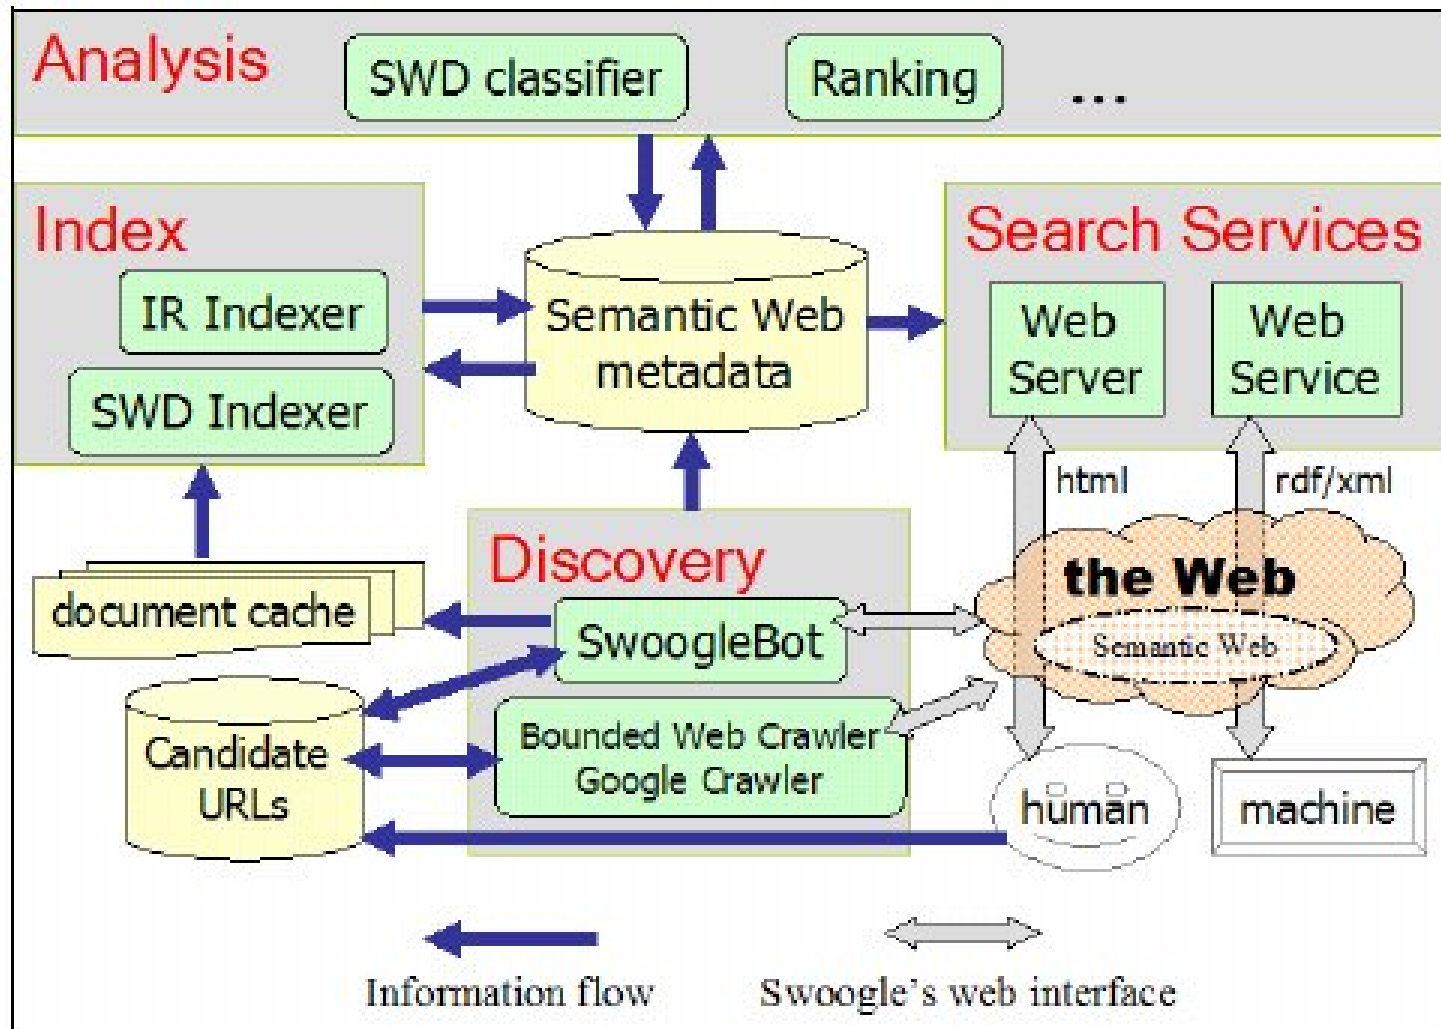 Analysis
SWD classifier
Ranking
...
Index
IR Indexer
SWD Indexer
Semantic Web
metadata
Search Services
Web
Server
Web
Service
html
rdf/xml
document cache
Discovery
SwoogleBot
Bounded Web Crawler
Google Crawler
the Web
Semantic Web
Candidate
URLs
human
machine
Information flow
Swoogle's web interface